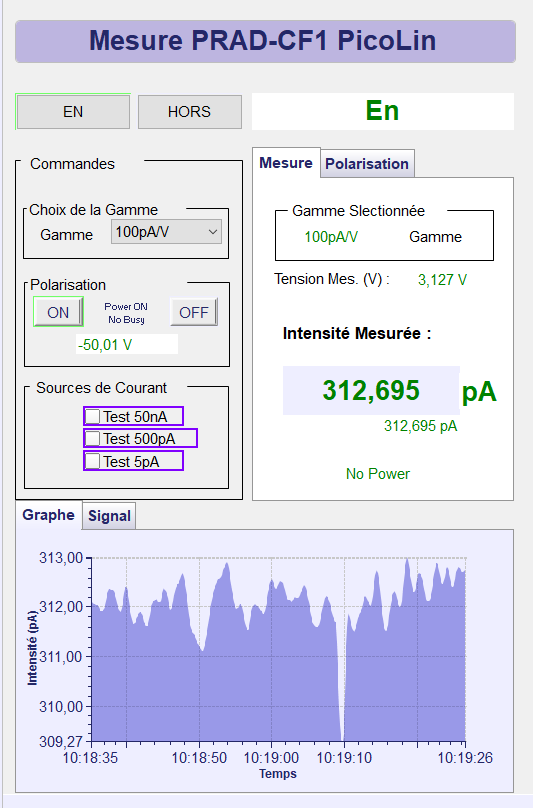 Mesure PRAD-CF1 PicoLin
EN
HORS
En
Commandes
Choix de la Gamme
Gamme
100pA/V
Polarisation
ON
Power ON
No Busy
OFF
-50,01 V
Sources de Courant
Test 50nA
Test 500pA
Test 5pA
Mesure
Polarisation
Gamme Slectionnée
100pA/V
Gamme
Tension Mes. (V) :
3,127 V
Intensité Mesurée :
312,695
pA
312,695 pA
No Power
Graphe
Signal
313,00
312,00
311,00
310,00
309,27
Intensité (pA)
10:18:35
10:18:50
10:19:00
10:19:10
10:19:26
Temps